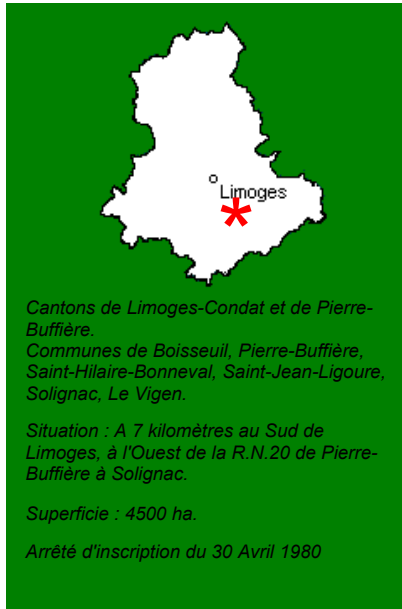 Limoges
Cantons de Limoges-Condat et de Pierre-
Buffière.
Communes de Boisseuil, Pierre-Buffière,
Saint-Hilaire-Bonneval, Saint-Jean-Ligoure,
Solignac, Le Vigen.
Situation : A 7 kilomètres au Sud de
Limoges, à l'Ouest de la R.N.20 de Pierre-
Buffière à Solignac.
Superficie : 4500 ha.
Arrêté d'inscription du 30 Avril 1980